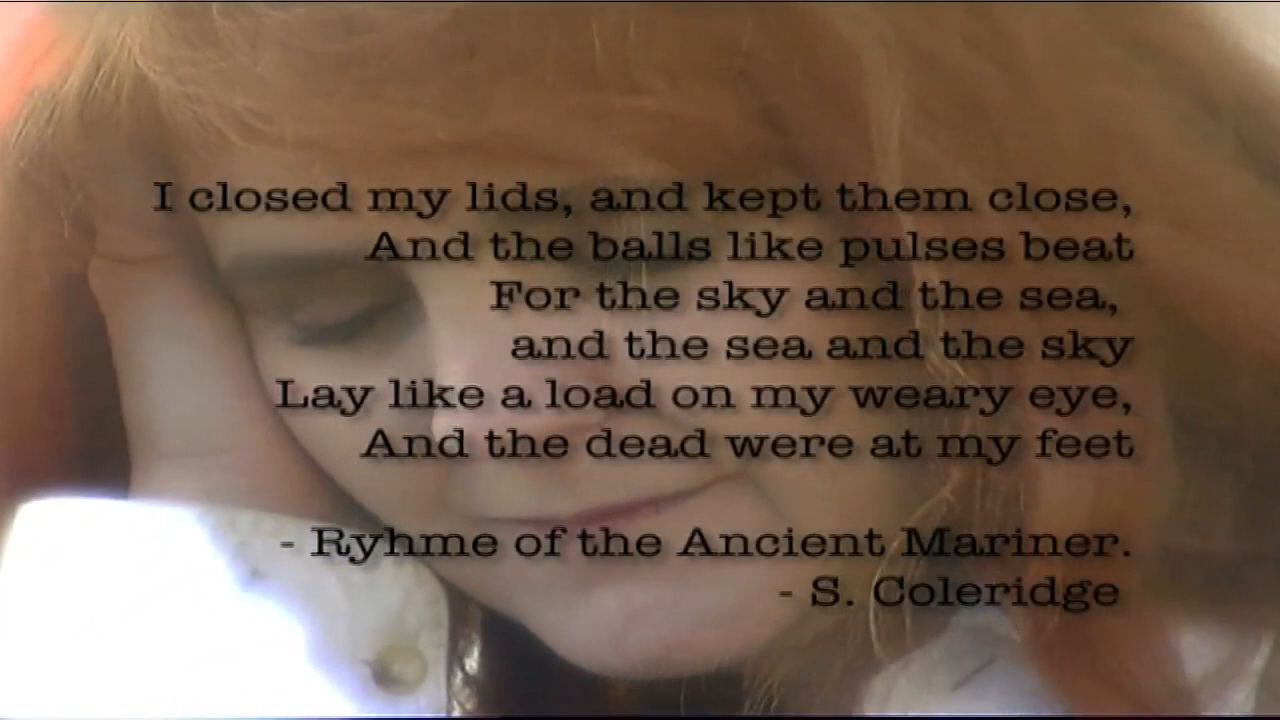 I closed my lids, and kept them close,
And the balls like pulses beat
For the sky and the sea,
and the sea and the sky
Lay like a load on my weary eye,
And the dead were at my feet
- Ryhme of the Ancient Mariner.
- S. Coleridge